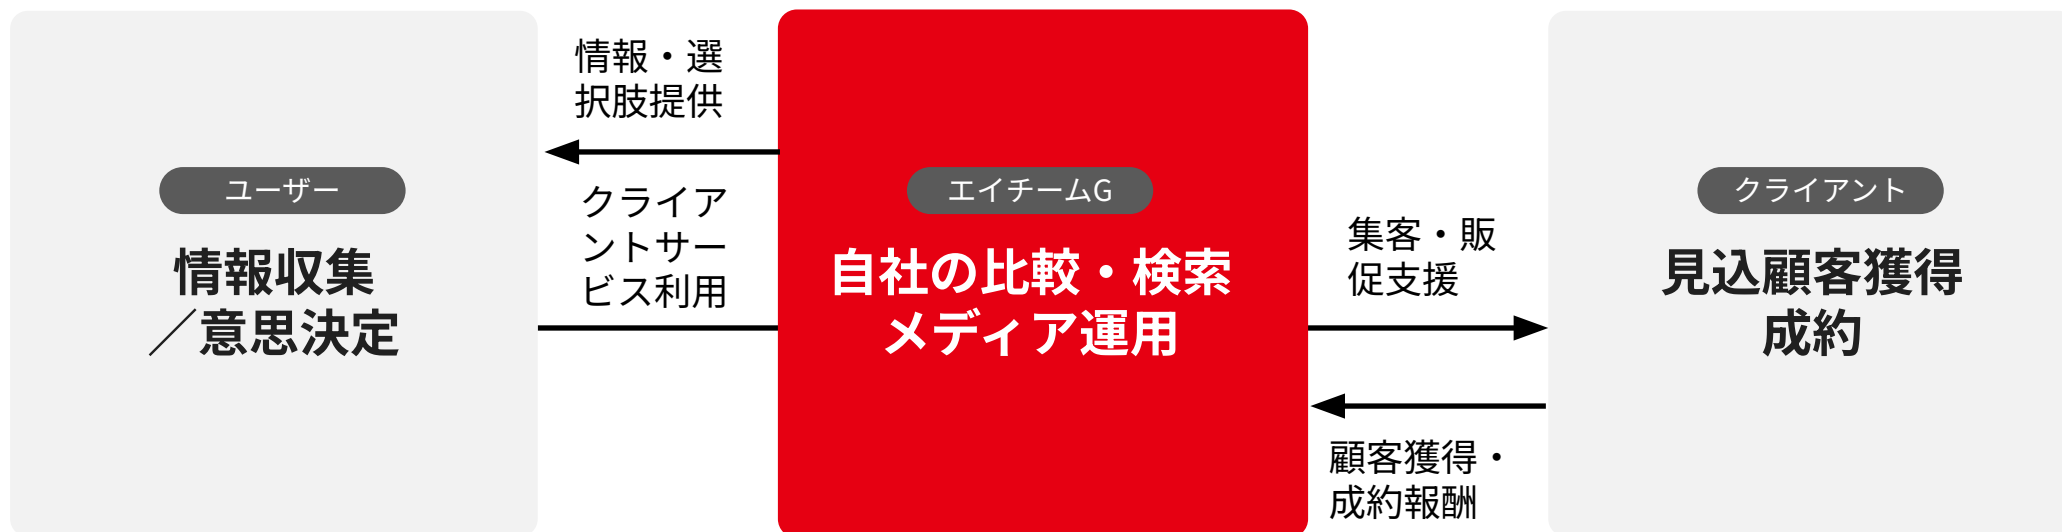 ユーザー
情報収集
／意思決定
情報・選
択肢提供
クライア
ントサー
ビス利用
エイチームG
自社の比較・検索
メディア運用
集客・販
促支援
顧客獲得・
成約報酬
クライアント
見込顧客獲得
成約